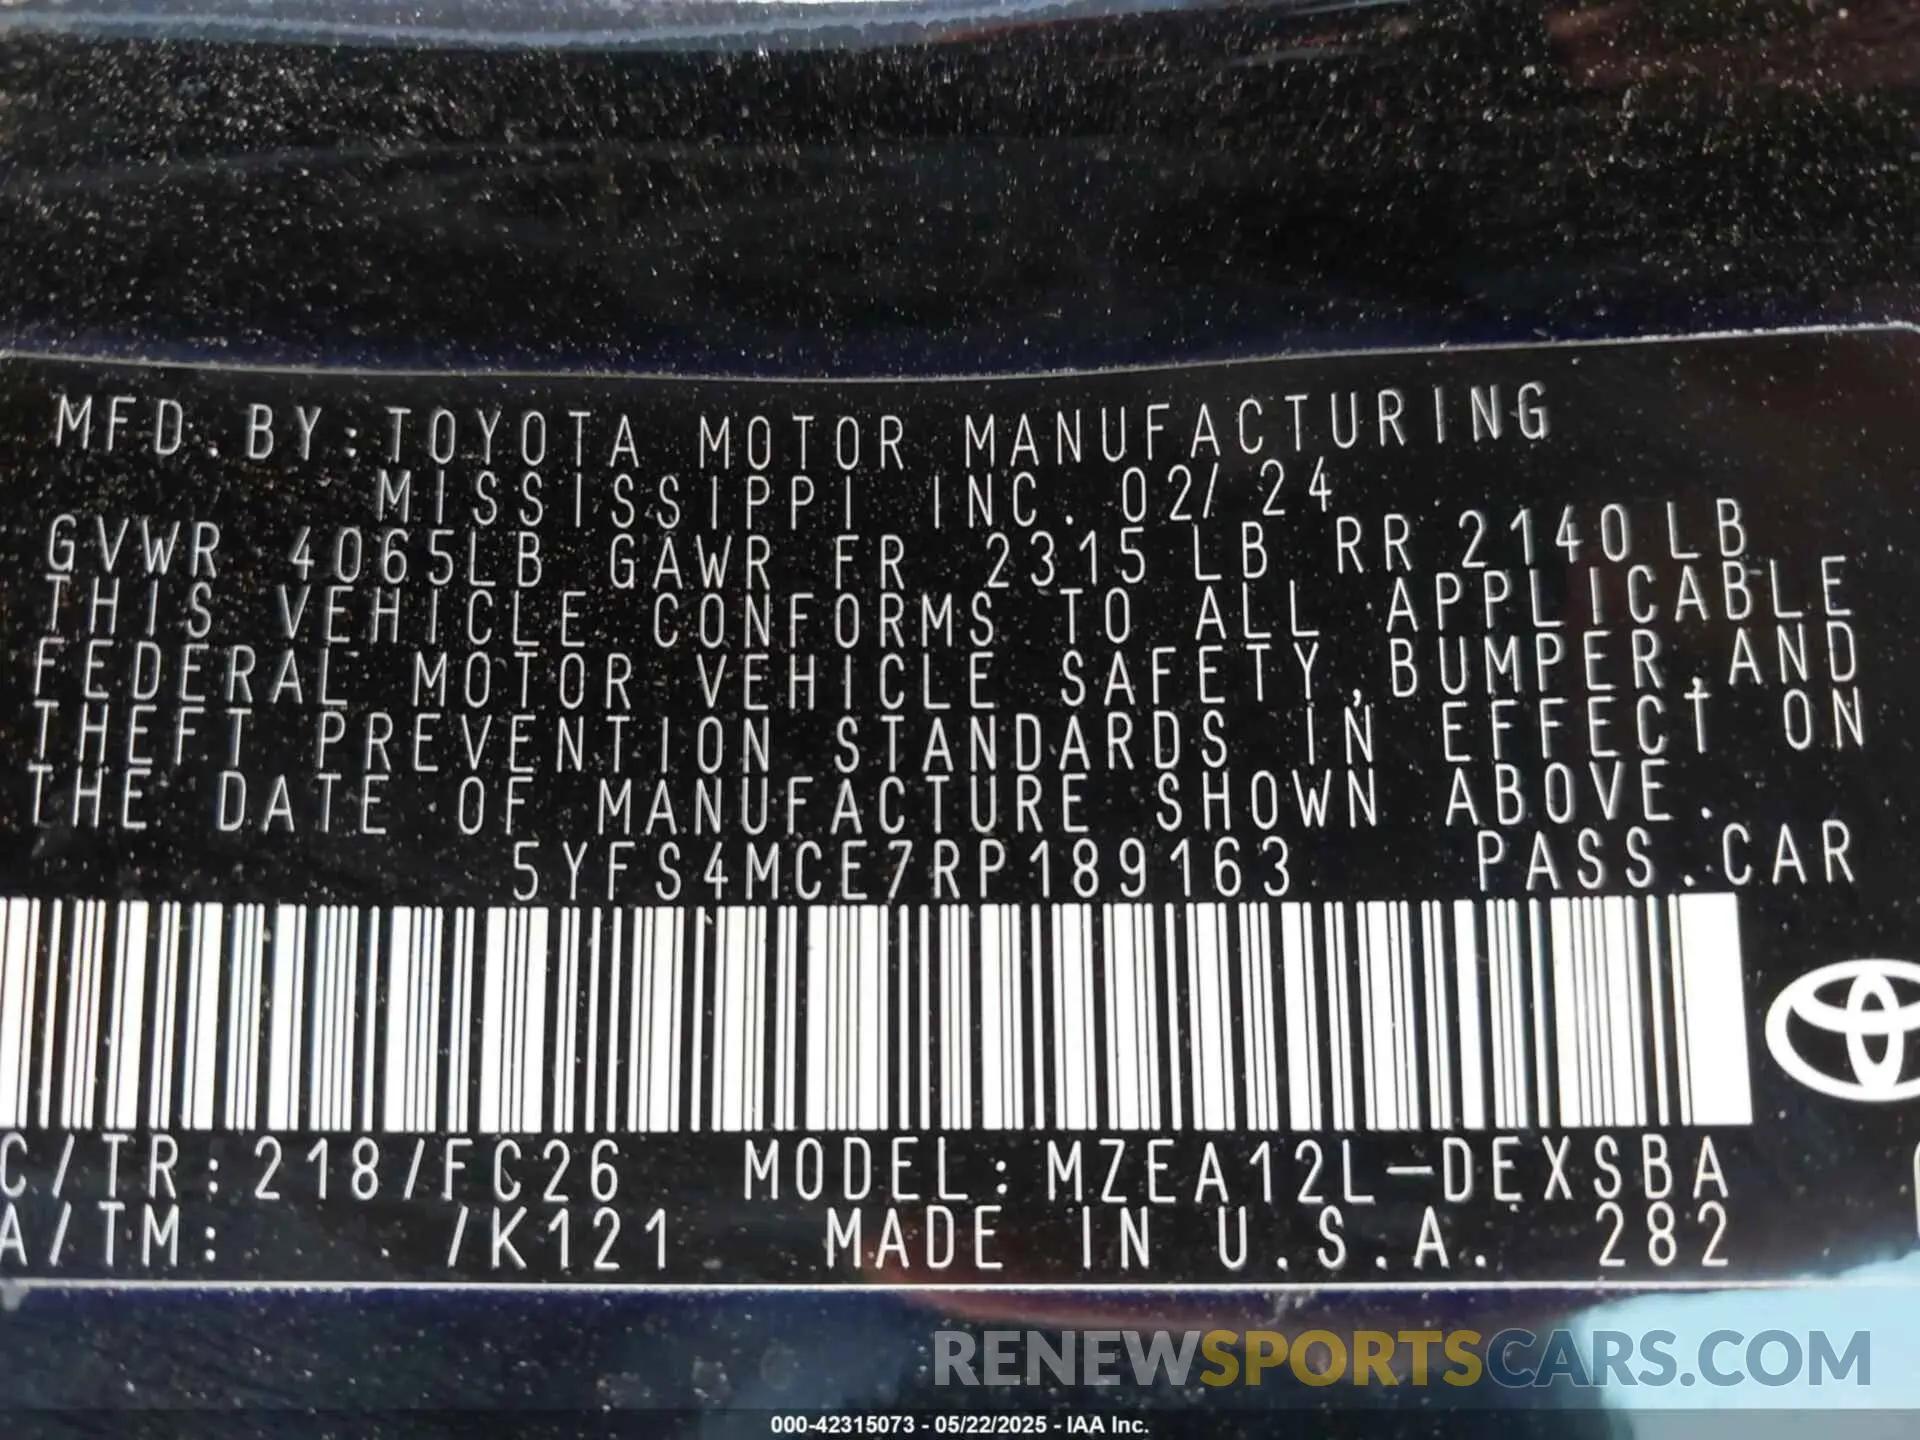 MFD. BY: TOYOTA MOTOR MANUFACTURING
MISSISSIPPI INC. 02/ 24
GVWR 4065LB GAWR FR 2315 LB RR 2140 LB
THIS VEHICLE CONFORMS TO ALL APPLICABLE
FEDERAL MOTOR VEHICLE SAFETY, BUMPER, AND
THEFT PREVENTION STANDARDS IN EFFECT ON
THE DATE OF MANUFACTURE SHOWN ABOVE.
5YFS4MCE7RP189163 PASS. CAR
C/TR: 218/FC26 MODEL: MZEA12L-DEXSBA
A/TM: /K121 MADE IN U.S.A. 282
RENEWSPORTSCARS.COM
000-42315073 - 05/22/2025 - IAA Inc.